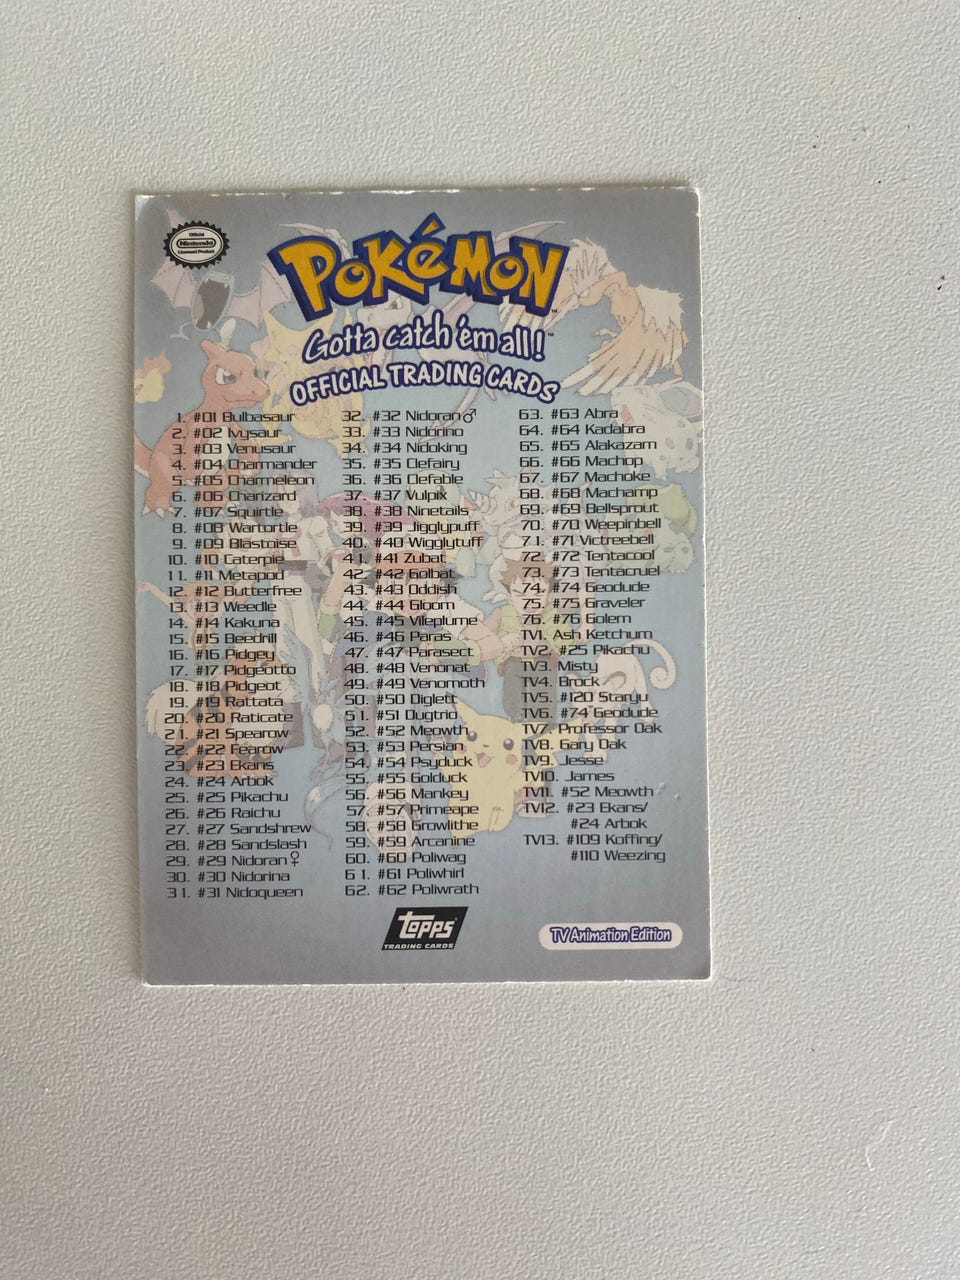 Official
Nintendo
Licensed Product
POKéMON
™
Gotta catch 'em all!™
OFFICIAL TRADING CARDS
1. #01 Bulbasaur
2. #02 Ivysaur
3. #03 Venusaur
4. #04 Charmander
5. #05 Charmeleon
6. #06 Charizard
7. #07 Squirtle
8. #08 Wartortle
9. #09 Blastoise
10. #10 Caterpie
11. #11 Metapod
12. #12 Butterfree
13. #13 Weedle
14. #14 Kakuna
15. #15 Beedrill
16. #16 Pidgey
17. #17 Pidgeotto
18. #18 Pidgeot
19. #19 Rattata
20. #20 Raticate
21. #21 Spearow
22. #22 Fearow
23. #23 Ekans
24. #24 Arbok
25. #25 Pikachu
26. #26 Raichu
27. #27 Sandshrew
28. #28 Sandslash
29. #29 Nidoran♀
30. #30 Nidorina
31. #31 Nidoqueen
32. #32 Nidoran♂
33. #33 Nidorino
34. #34 Nidoking
35. #35 Clefairy
36. #36 Clefable
37. #37 Vulpix
38. #38 Ninetails
39. #39 Jigglypuff
40. #40 Wigglytuff
41. #41 Zubat
42. #42 Golbat
43. #43 Oddish
44. #44 Gloom
45. #45 Vileplume
46. #46 Paras
47. #47 Parasect
48. #48 Venonat
49. #49 Venomoth
50. #50 Diglett
51. #51 Dugtrio
52. #52 Meowth
53. #53 Persian
54. #54 Psyduck
55. #55 Golduck
56. #56 Mankey
57. #57 Primeape
58. #58 Growlithe
59. #59 Arcanine
60. #60 Poliwag
61. #61 Poliwhirl
62. #62 Poliwrath
63. #63 Abra
64. #64 Kadabra
65. #65 Alakazam
66. #66 Machop
67. #67 Machoke
68. #68 Machamp
69. #69 Bellsprout
70. #70 Weepinbell
71. #71 Victreebell
72. #72 Tentacool
73. #73 Tentacruel
74. #74 Geodude
75. #75 Graveler
76. #76 Golem
TV1. Ash Ketchum
TV2. #25 Pikachu
TV3. Misty
TV4. Brock
TV5. #120 Staryu
TV6. #74 Geodude
TV7. Professor Oak
TV8. Gary Oak
TV9. Jesse
TV10. James
TV11. #52 Meowth
TV12. #23 Ekans/
#24 Arbok
TV13. #109 Koffing/
#110 Weezing
Topps®
TRADING CARDS
TV Animation Edition